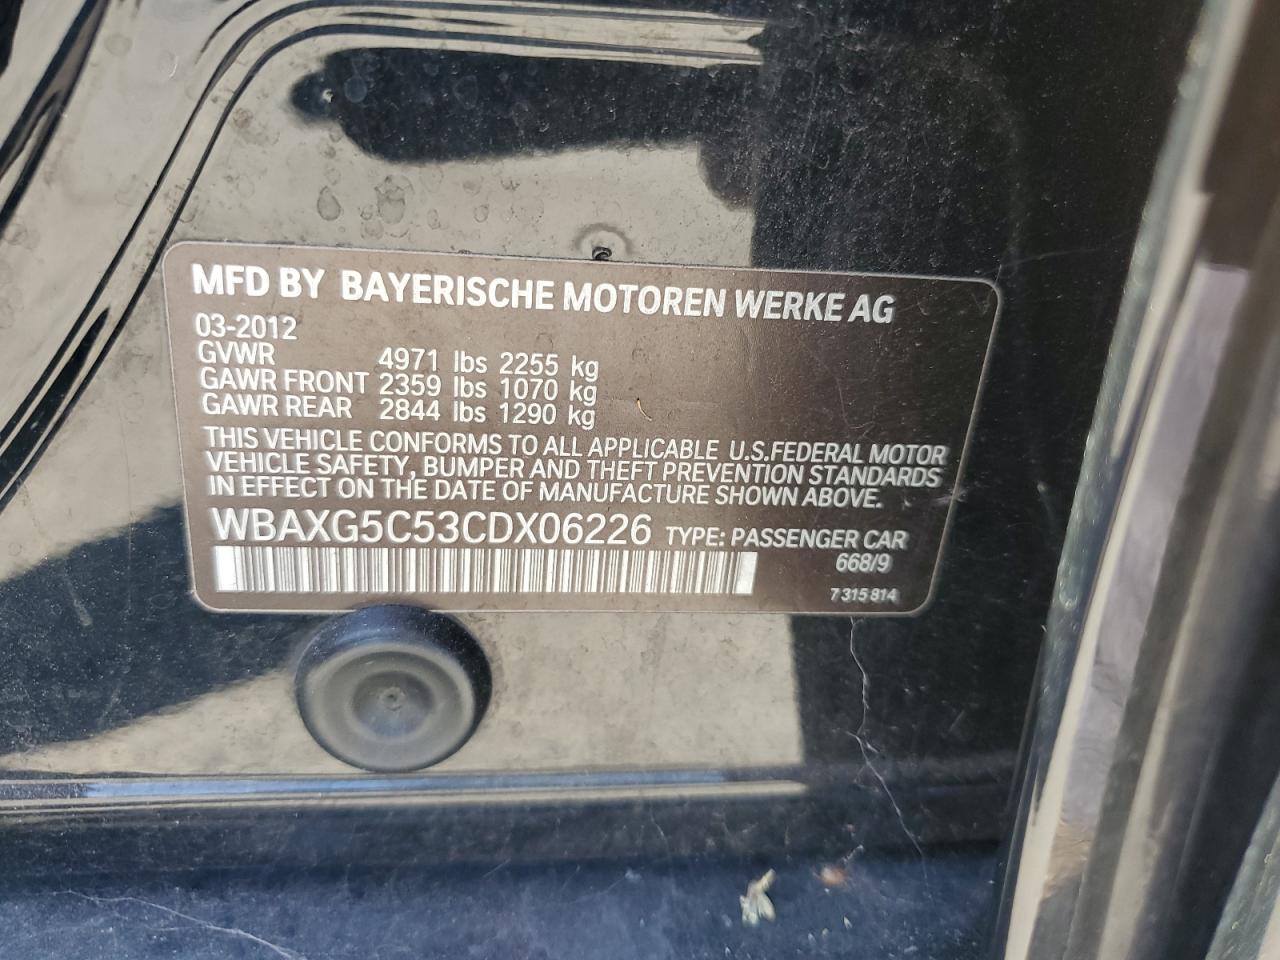 MFD BY BAYERISCHE MOTOREN WERKE AG
03-2012
GVWR 4971 lbs 2255 kg
GAWR FRONT 2359 lbs 1070 kg
GAWR REAR 2844 lbs 1290 kg
THIS VEHICLE CONFORMS TO ALL APPLICABLE U.S.FEDERAL MOTOR
VEHICLE SAFETY, BUMPER AND THEFT PREVENTION STANDARDS
IN EFFECT ON THE DATE OF MANUFACTURE SHOWN ABOVE.
WBAXG5C53CDX06226 TYPE: PASSENGER CAR
668/9
7 315 814